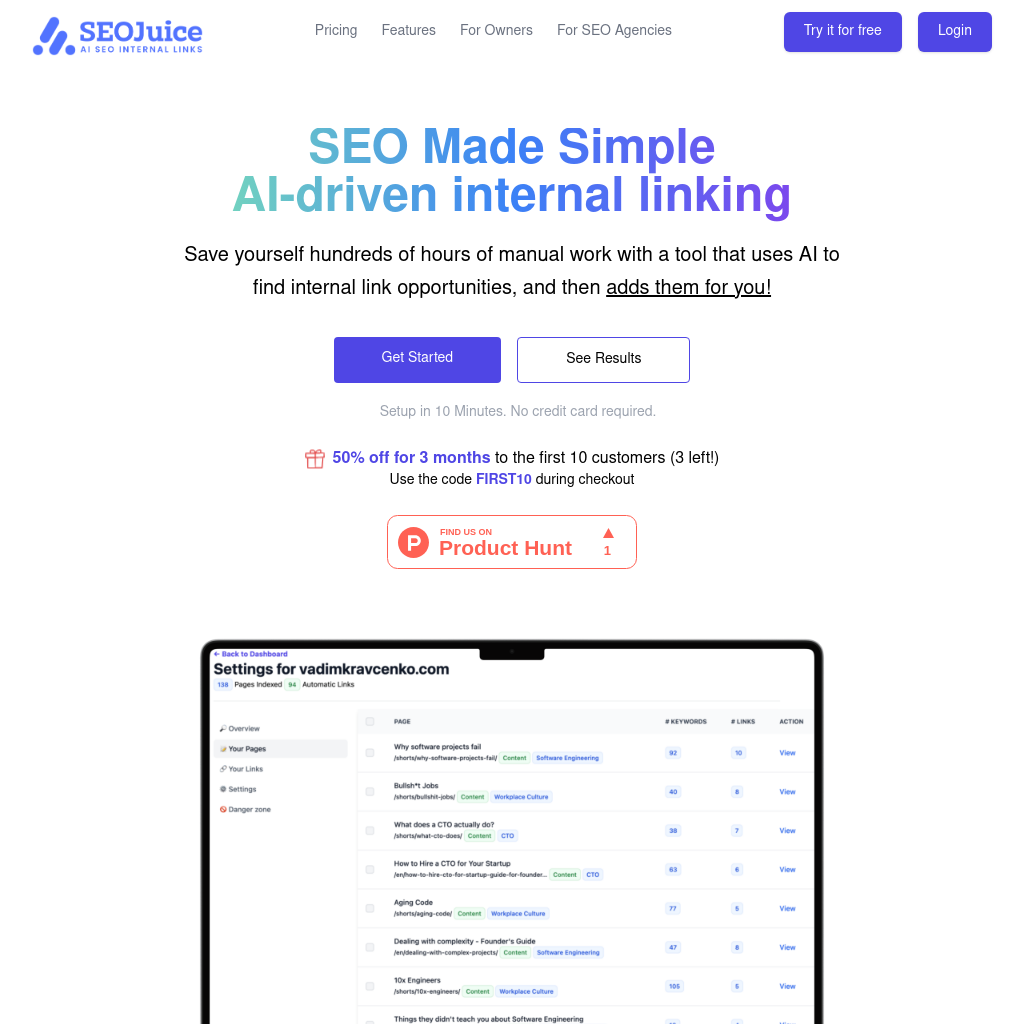 SEOJuice
AI SEO INTERNAL LINKS
Pricing
Features
For Owners
For SEO Agencies
Try it for free
Login
SEO Made Simple
AI-driven internal linking
Save yourself hundreds of hours of manual work with a tool that uses AI to
find internal link opportunities, and then adds them for you!
Get Started
See Results
Setup in 10 Minutes. No credit card required.
50% off for 3 months to the first 10 customers (3 left!)
Use the code FIRST10 during checkout
P
FIND US ON
Product Hunt
1
← Back to Dashboard
Settings for vadimkravcenko.com
138 Pages Indexed 94 Automatic Links
Overview
Your Pages
Your Links
Settings
Danger zone
PAGE # KEYWORDS # LINKS ACTION
Why software projects fail
/shorts/why-software-projects-fail/ Content Software Engineering
92 10 View
Bullsh*t Jobs
/shorts/bullshit-jobs/ Content Workplace Culture
40 8 View
What does a CTO actually do?
/shorts/what-cto-does/ Content CTO
38 7 View
How to Hire a CTO for Your Startup
/en/how-to-hire-cto-for-startup-guide-for-founder... Content CTO
63 6 View
Aging Code
/shorts/aging-code/ Content Workplace Culture
77 5 View
Dealing with complexity - Founder's Guide
/en/dealing-with-complex-projects/ Content Software Engineering
47 8 View
10x Engineers
/shorts/10x-engineers/ Content Workplace Culture
105 5 View
Things they didn't teach you about Software Engineering